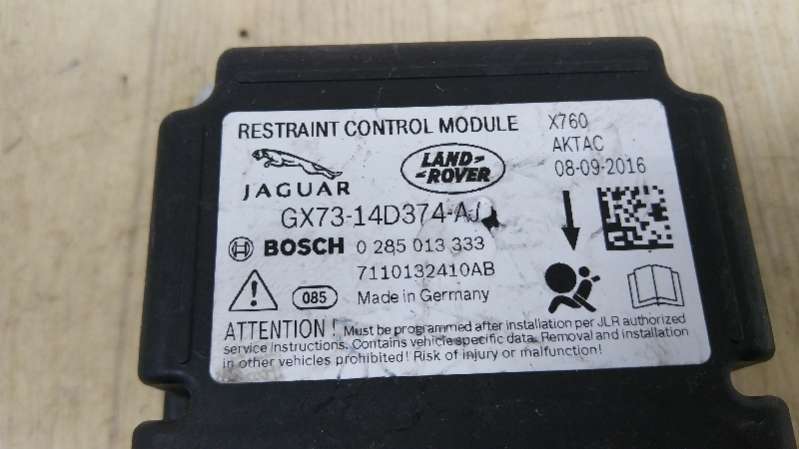 RESTRAINT CONTROL MODULE X760
AKTAC
08-09-2016
JAGUAR
LAND-
-ROVER
GX73-14D374-AJ
BOSCH 0 285 013 333
7110132410AB
085 Made in Germany
ATTENTION ! Must be programmed after installation per JLR authorized
service instructions. Contains vehicle specific data. Removal and installation
in other vehicles prohibited! Risk of injury or malfunction!